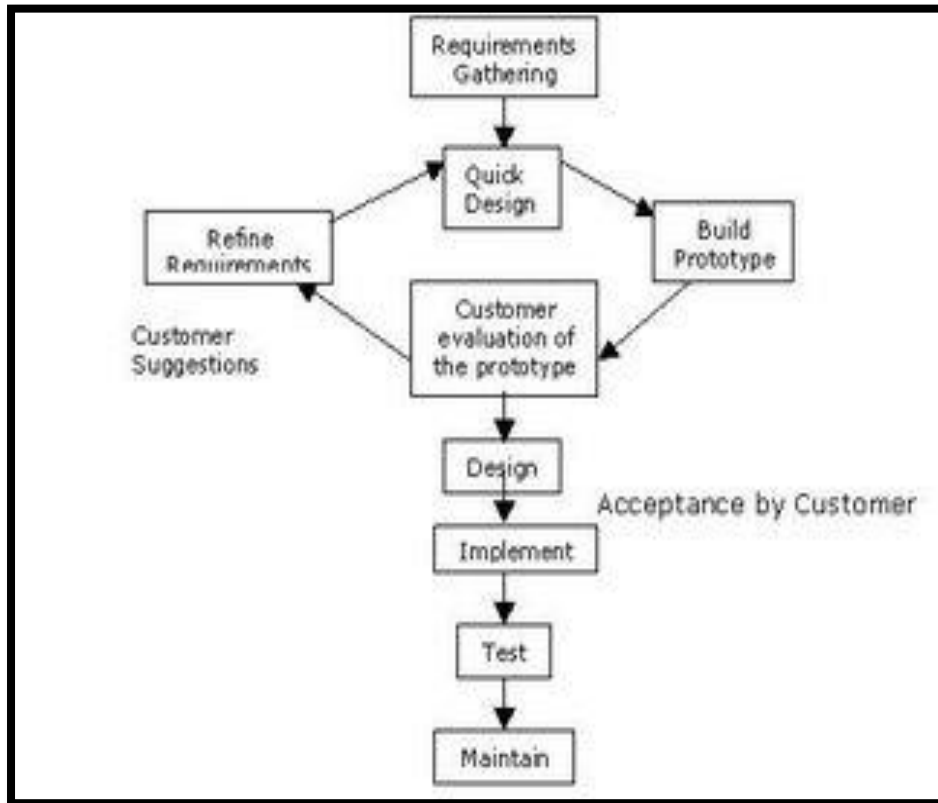 Requirements
Gathering
Quick
Design
Build
Prototype
Refine
Requirements
Customer
evaluation of
the prototype
Customer
Suggestions
Design
Acceptance by Customer
Implement
Test
Maintain